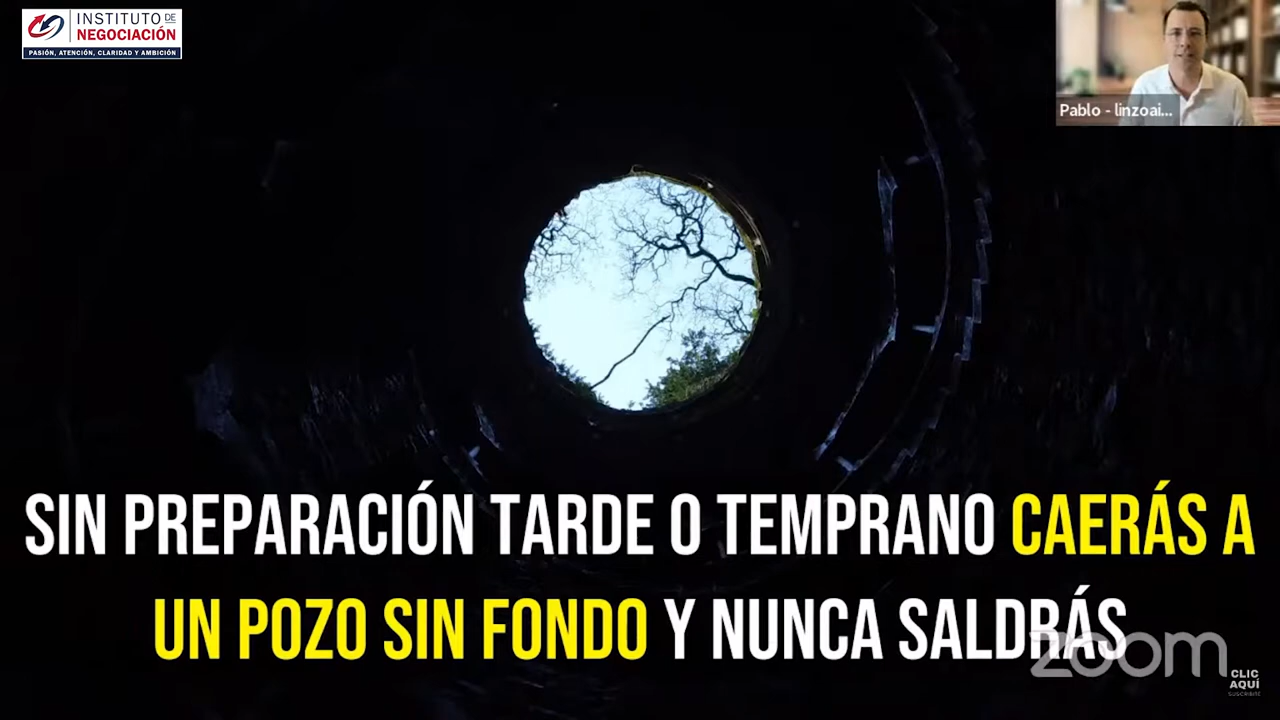 INSTITUTO DE
NEGOCIACIÓN
PASIÓN, ATENCIÓN, CLARIDAD Y AMBICIÓN
Pablo - linzoai...
SIN PREPARACIÓN TARDE O TEMPRANO CAERÁS A
UN POZO SIN FONDO Y NUNCA SALDRÁS
zoom
CLIC
AQUÍ
SUSCRIBITE